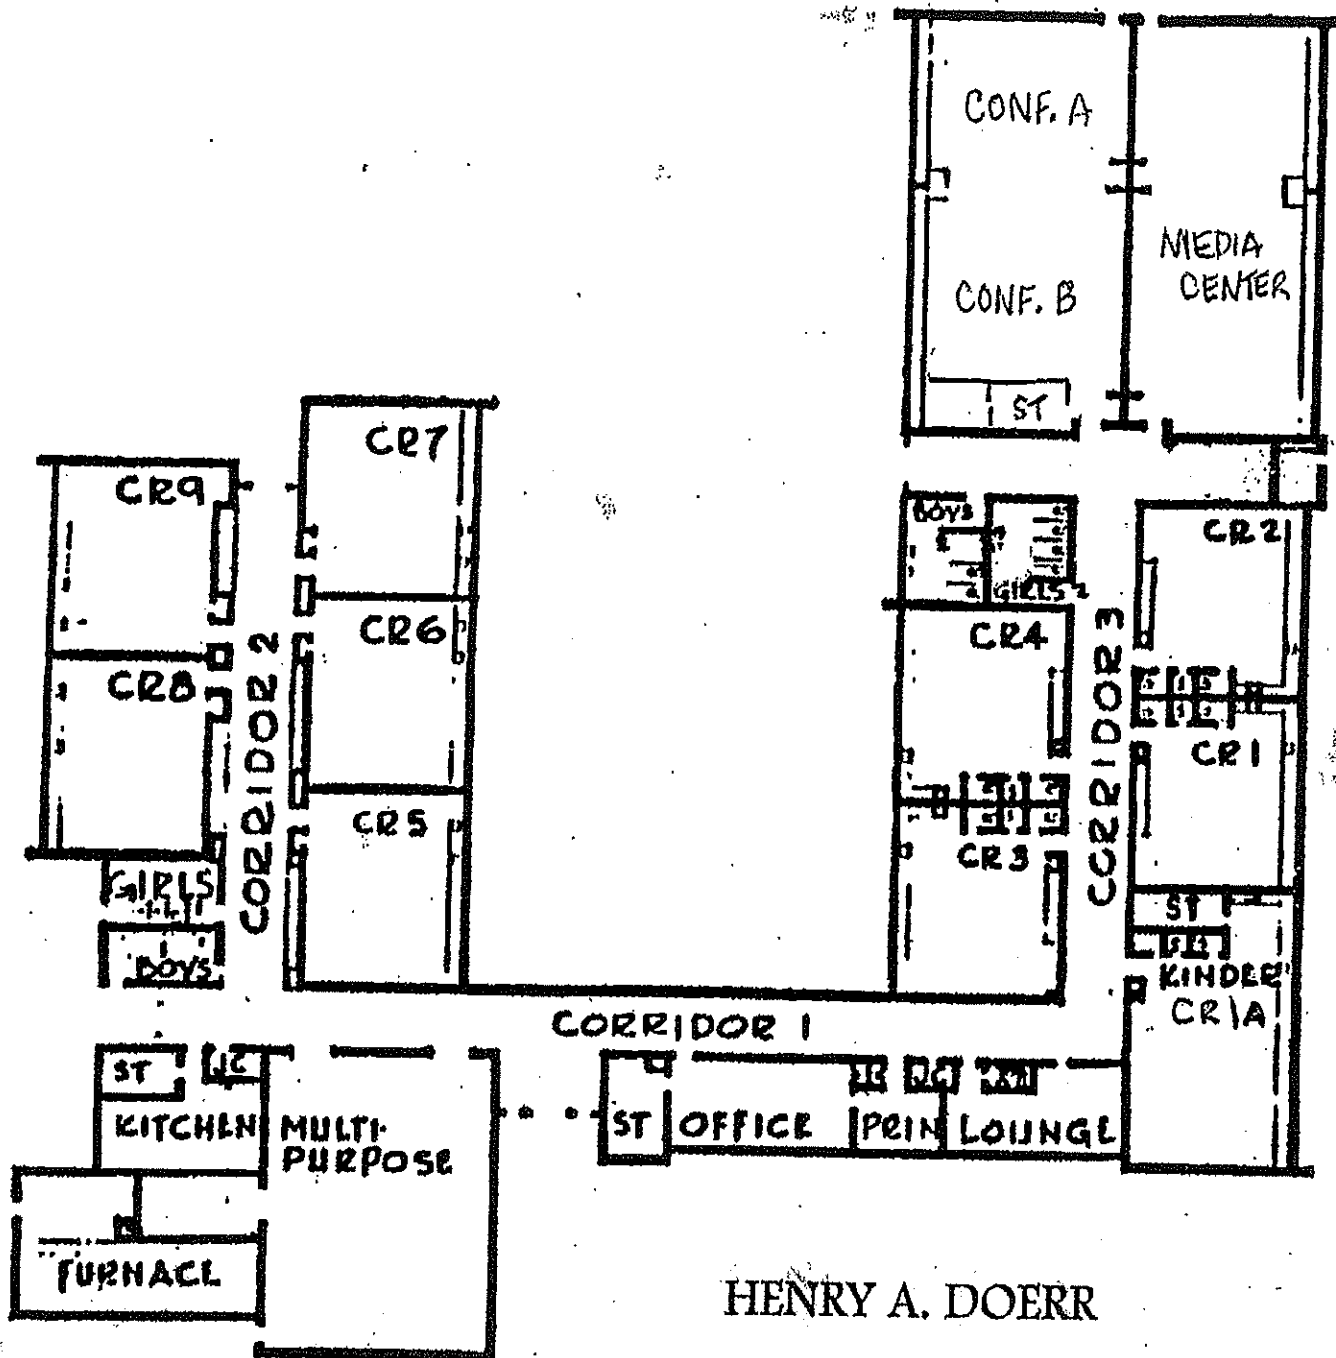 CONF. A
MEDIA
CENTER
CONF. B
ST
CR7
CR9
BOYS
CR2
GIRLS
CR6
CR4
CR8
CORRIDOR 2
CORRIDOR 3
CR1
CR5
CR3
GIRLS
ST
BOYS
KINDER
CR1A
CORRIDOR 1
ST
JC
JC
KITCHEN
MULTI-
PURPOSE
ST
OFFICE
PRIN
LOUNGE
FURNACE
HENRY A. DOERR